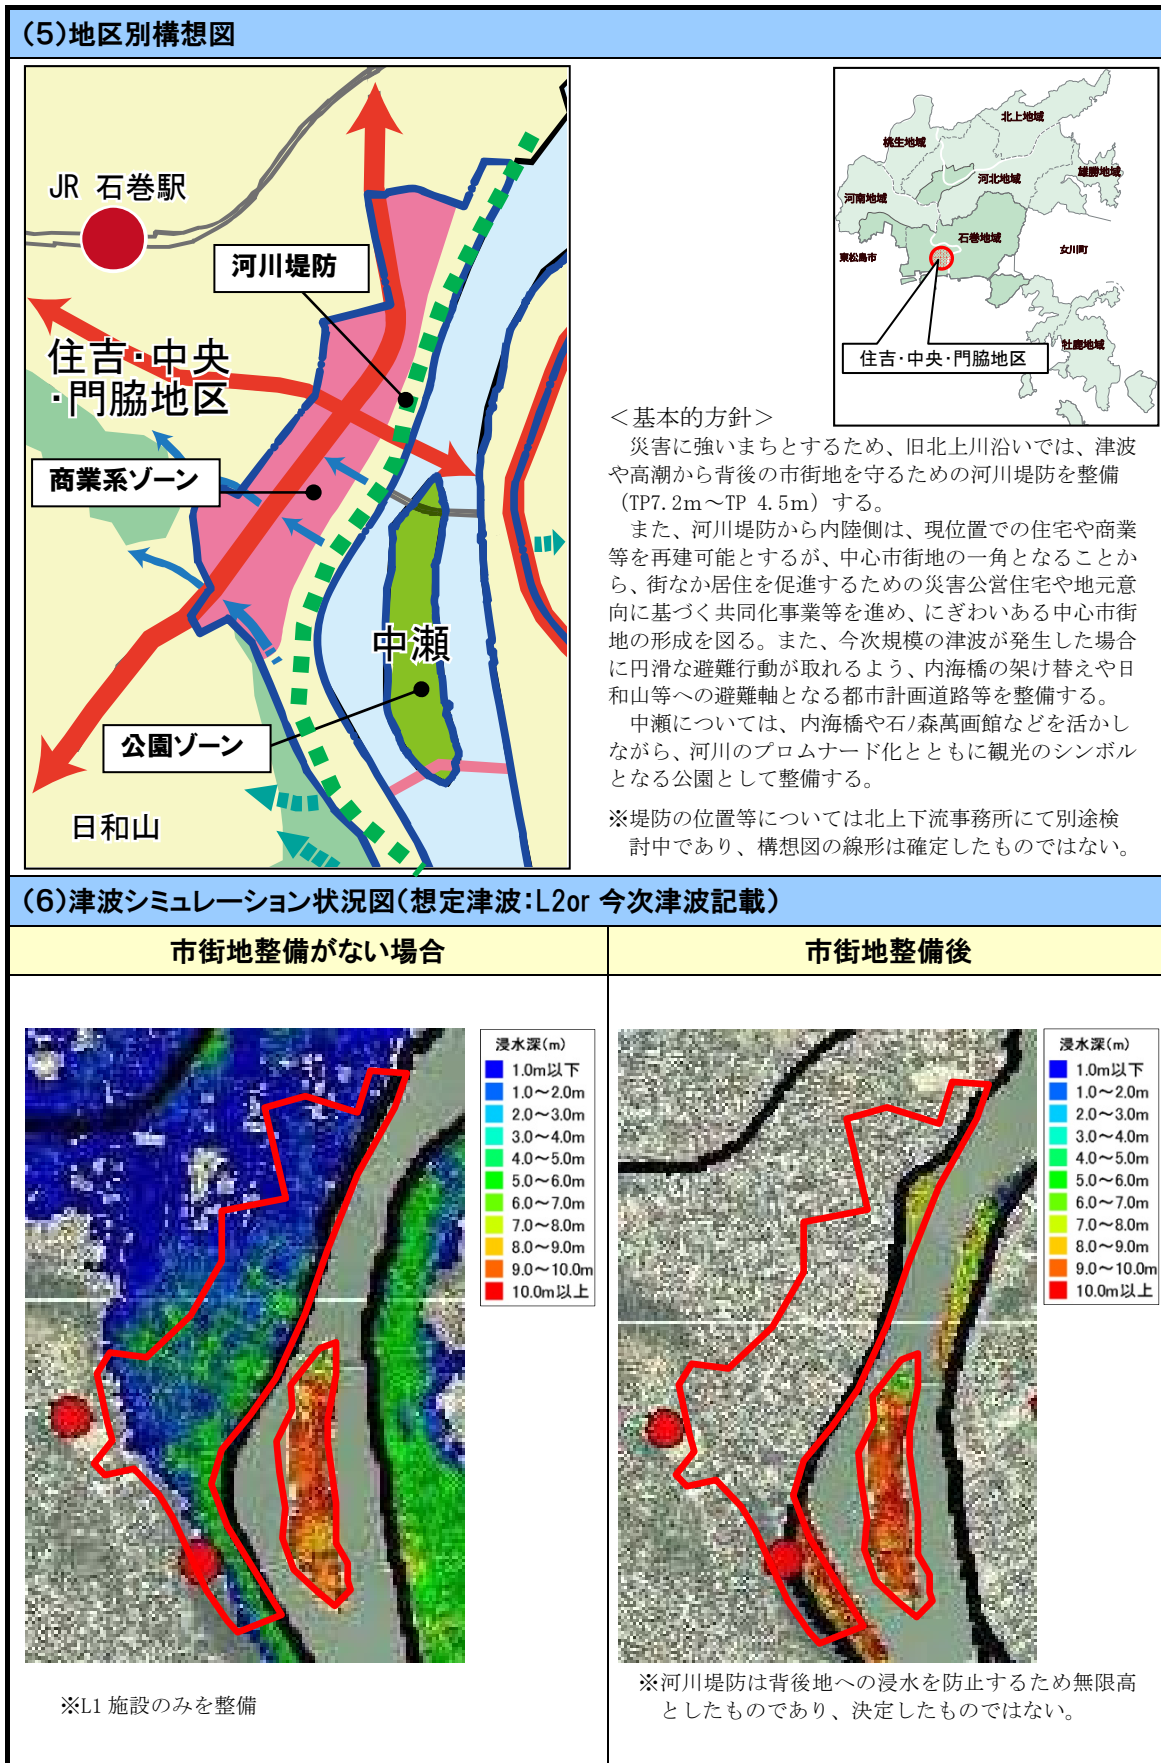 (5)地区別構想図
JR 石巻駅
河川堤防
住吉・中央
・門脇地区
商業系ゾーン
中瀬
公園ゾーン
日和山
北上地域
桃生地域
雄勝地域
河北地域
河南地域
石巻地域
東松島市
女川町
牡鹿地域
住吉・中央・門脇地区
＜基本的方針＞
災害に強いまちとするため、旧北上川沿いでは、津波
や高潮から背後の市街地を守るための河川堤防を整備
（TP7.2m～TP 4.5m）する。
また、河川堤防から内陸側は、現位置での住宅や商業
等を再建可能とするが、中心市街地の一角となることか
ら、街なか居住を促進するための災害公営住宅や地元意
向に基づく共同化事業等を進め、にぎわいある中心市街
地の形成を図る。また、今次規模の津波が発生した場合
に円滑な避難行動が取れるよう、内海橋の架け替えや日
和山等への避難軸となる都市計画道路等を整備する。
中瀬については、内海橋や石ﾉ森萬画館などを活かし
ながら、河川のプロムナード化とともに観光のシンボル
となる公園として整備する。
※堤防の位置等については北上下流事務所にて別途検
討中であり、構想図の線形は確定したものではない。
(6)津波シミュレーション状況図(想定津波:L2or 今次津波記載)
市街地整備がない場合
市街地整備後
浸水深(m)
1.0m以下
1.0～2.0m
2.0～3.0m
3.0～4.0m
4.0～5.0m
5.0～6.0m
6.0～7.0m
7.0～8.0m
8.0～9.0m
9.0～10.0m
10.0m以上
浸水深(m)
1.0m以下
1.0～2.0m
2.0～3.0m
3.0～4.0m
4.0～5.0m
5.0～6.0m
6.0～7.0m
7.0～8.0m
8.0～9.0m
9.0～10.0m
10.0m以上
※L1 施設のみを整備
※河川堤防は背後地への浸水を防止するため無限高
としたものであり、決定したものではない。